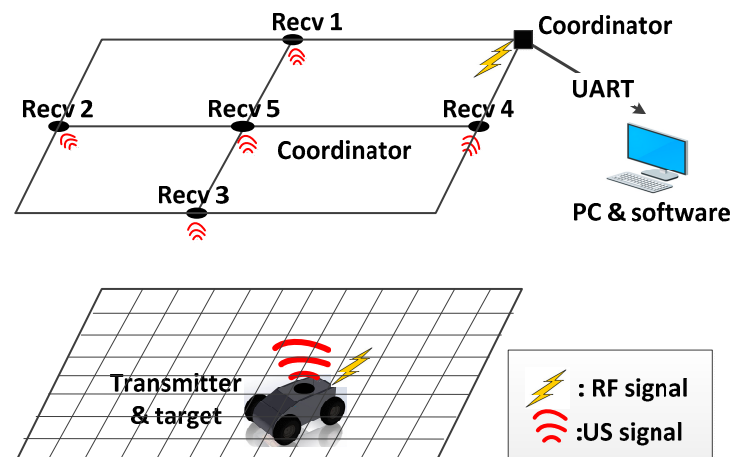 Recv 1
Coordinator
UART
Recv 2
Recv 5
Recv 4
Coordinator
Recv 3
PC & software
Transmitter
& target
: RF signal
:US signal